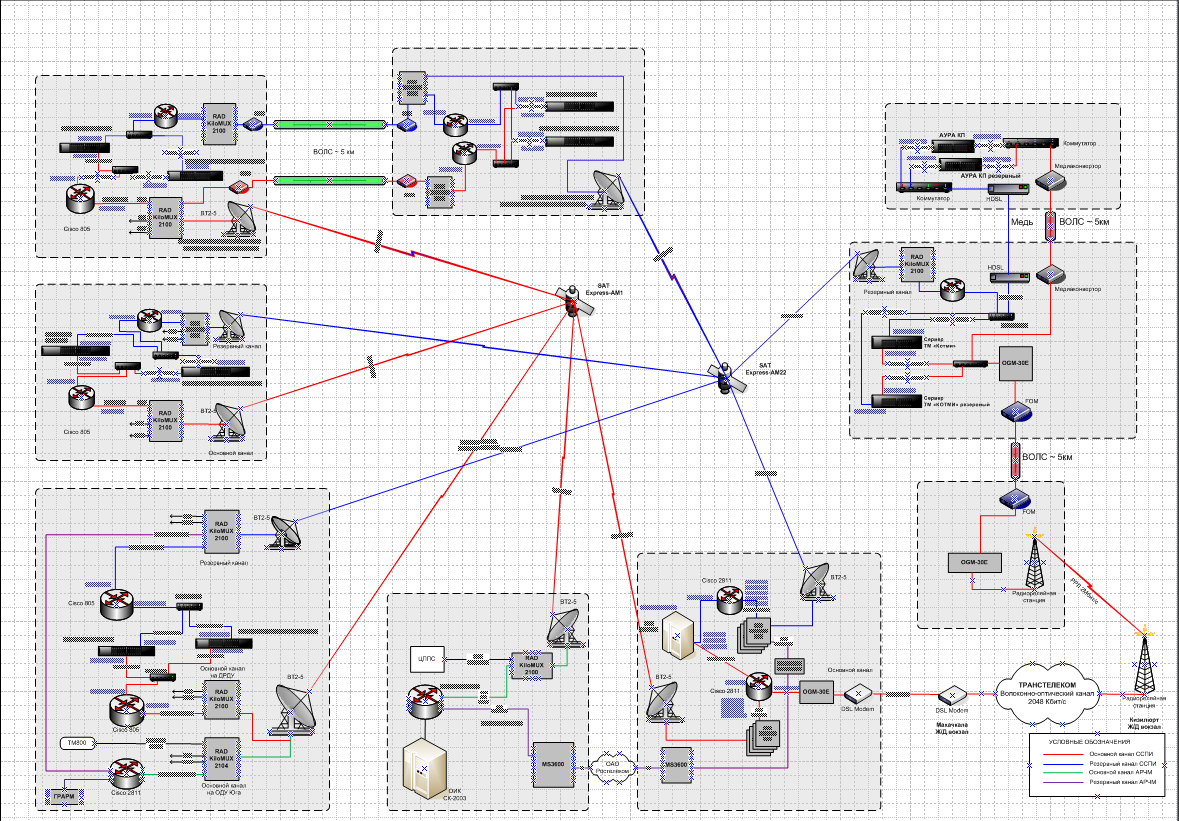 RAD
KiloMUX
2100
ВОЛС ~ 5 км
RAD
KiloMUX
2100
BT2-5
Cisco 805
АУРА КП
Коммутатор
Медиаконвертор
АУРА КП резервный
Коммутатор
HDSL
Медь
ВОЛС ~ 5км
RAD
KiloMUX
2100
Резервный канал
HDSL
Медиаконвертор
Сервер
OGM-30E
Сервер
ТМ «КОТМИ» резервный
FOM
ВОЛС ~ 5км
FOM
OGM-30E
Радиорелейная
станция
SAT
Express-AM1
SAT
Express-AM22
Резервный канал
RAD
KiloMUX
2100
BT2-5
Cisco 805
Основной канал
RAD
KiloMUX
2100
BT2-5
Резервный канал
Cisco 805
Основной канал
на ДРДУ
RAD
KiloMUX
2100
BT2-5
Cisco 805
TM800
RAD
KiloMUX
2104
Cisco 2811
Основной канал
на ОДУ Юга
ГРАРМ
BT2-5
ЦППС
RAD
KiloMUX
2100
MS3600
ОИК
СК-2003
ОАО
Ростелеком
Cisco 2811
BT2-5
BT2-5
Cisco 2811
Основной канал
OGM-30E
DSL Modem
MS3600
DSL Modem
Махачкала
Ж/Д вокзал
ТРАНСТЕЛЕКОМ
Волоконно-оптический канал
2048 Кбит/с
Радиорелейная
станция
Кизилюрт
Ж/Д вокзал
УСЛОВНЫЕ ОБОЗНАЧЕНИЯ
Основной канал ССПИ
Резервный канал ССПИ
Основной канал АРЧМ
Резервный канал АРЧМ